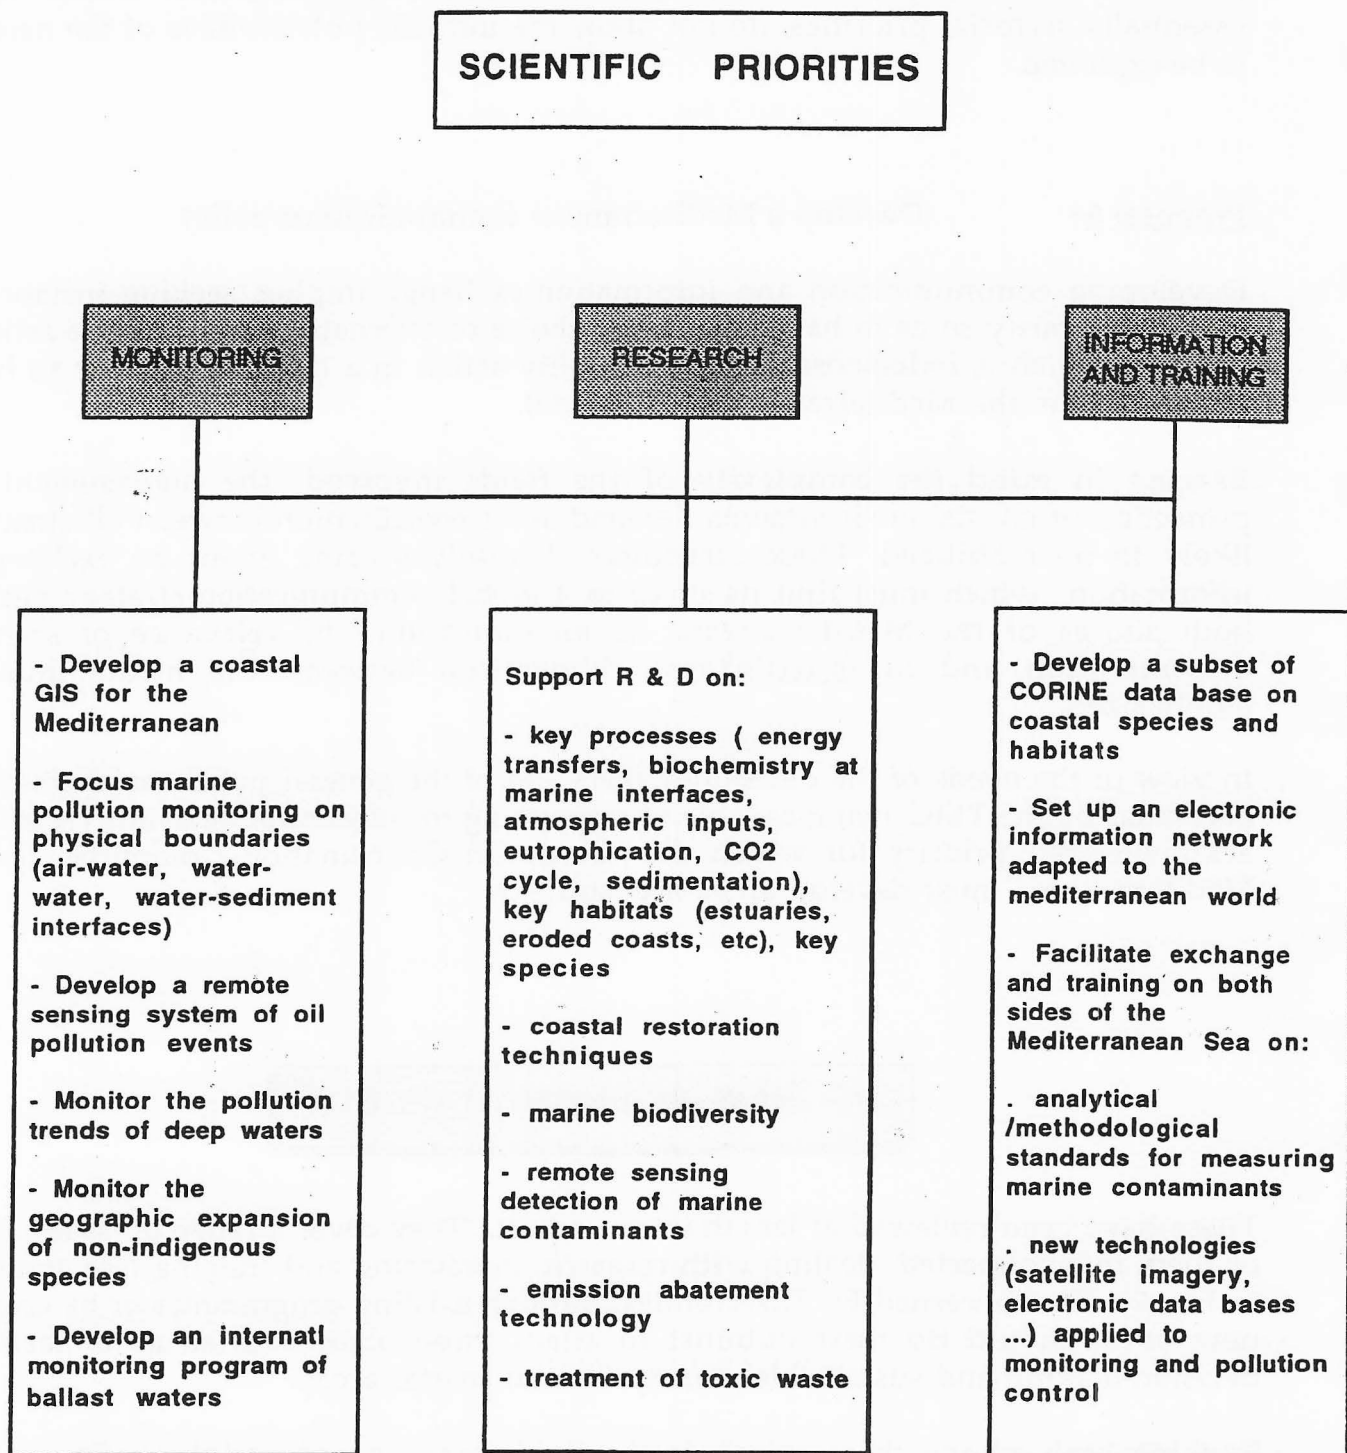 SCIENTIFIC PRIORITIES
MONITORING
RESEARCH
INFORMATION
AND TRAINING
- Develop a coastal
GIS for the
Mediterranean
- Focus marine
pollution monitoring on
physical boundaries
(air-water, water-
water, water-sediment
interfaces)
- Develop a remote
sensing system of oil
pollution events
- Monitor the pollution
trends of deep waters
- Monitor the
geographic expansion
of non-indigenous
species
- Develop an internatl
monitoring program of
ballast waters
Support R & D on:
- key processes ( energy
transfers, biochemistry at
marine interfaces,
atmospheric inputs,
eutrophication, CO2
cycle, sedimentation),
key habitats (estuaries,
eroded coasts, etc), key
species
- coastal restoration
techniques
- marine biodiversity
- remote sensing
detection of marine
contaminants
- emission abatement
technology
- treatment of toxic waste
- Develop a subset of
CORINE data base on
coastal species and
habitats
- Set up an electronic
information network
adapted to the
mediterranean world
- Facilitate exchange
and training on both
sides of the
Mediterranean Sea on:
. analytical
/methodological
standards for measuring
marine contaminants
. new technologies
(satellite imagery,
electronic data bases
...) applied to
monitoring and pollution
control